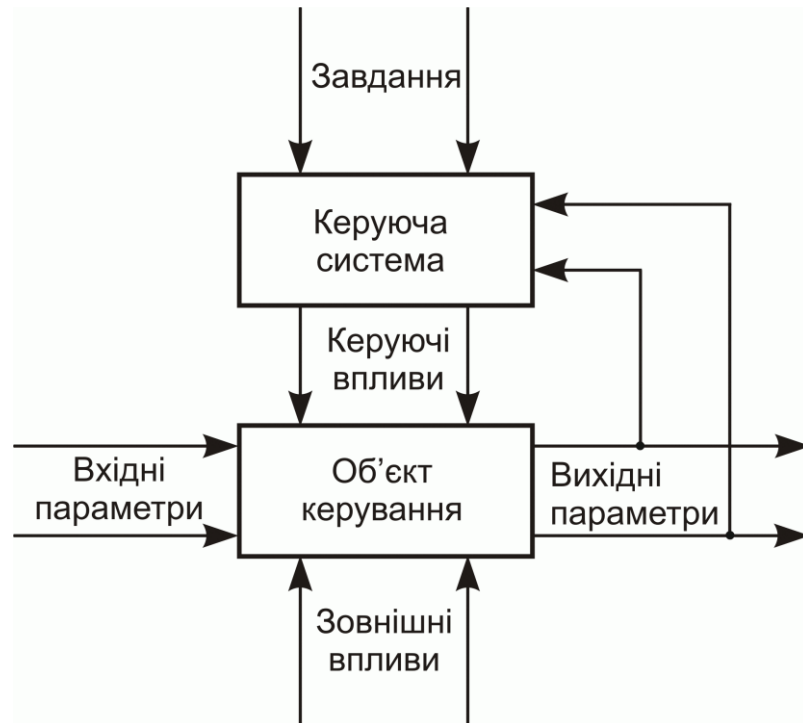 Завдання
Керуюча
система
Керуючі
впливи
Вхідні
параметри
Об’єкт
керування
Вихідні
параметри
Зовнішні
впливи